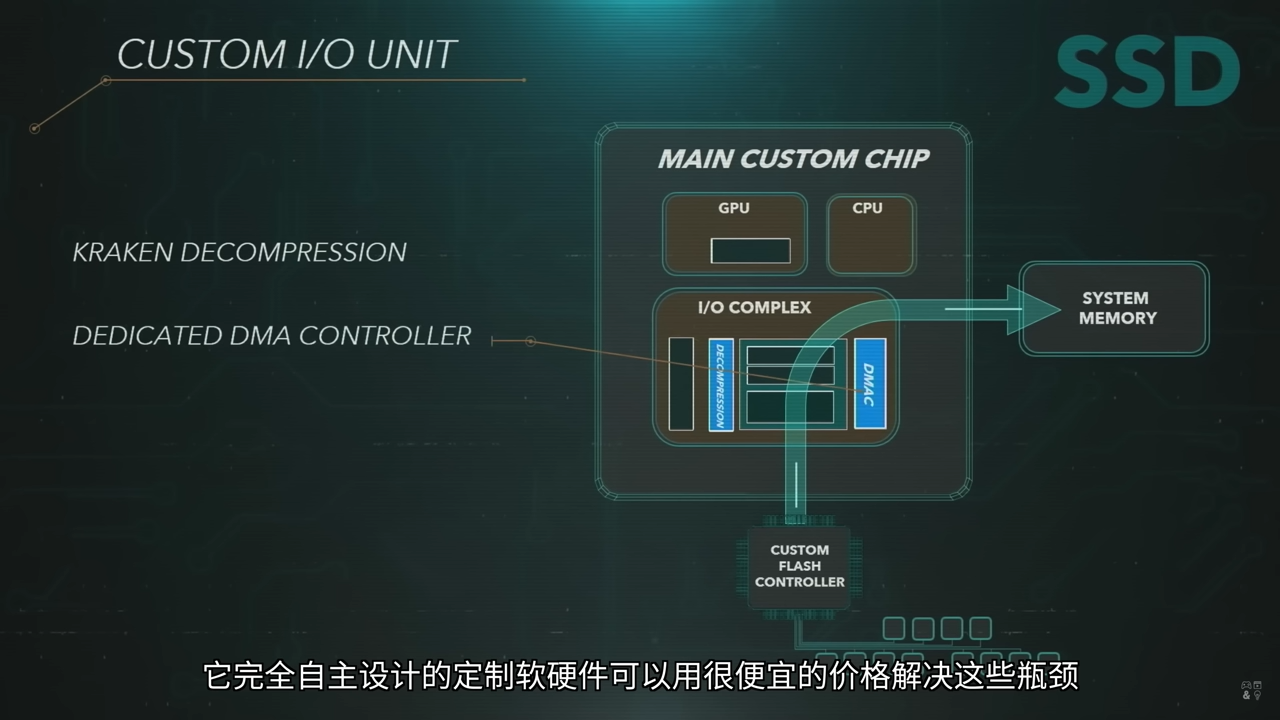 CUSTOM I/O UNIT
SSD
MAIN CUSTOM CHIP
GPU
CPU
KRAKEN DECOMPRESSION
DEDICATED DMA CONTROLLER
I/O COMPLEX
DECOMPRESSION
DMAC
SYSTEM
MEMORY
CUSTOM
FLASH
CONTROLLER
它完全自主设计的定制软硬件可以用很便宜的价格解决这些瓶颈